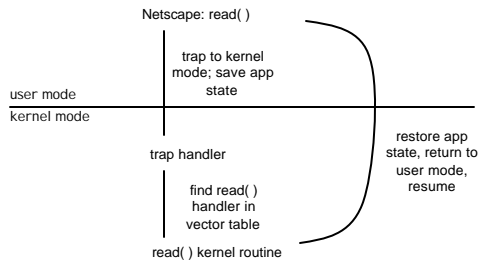 Netscape: read( )
trap to kernel
mode; save app
state
user mode
kernel mode
trap handler
restore app
state, return to
user mode,
resume
find read( )
handler in
vector table
read( ) kernel routine